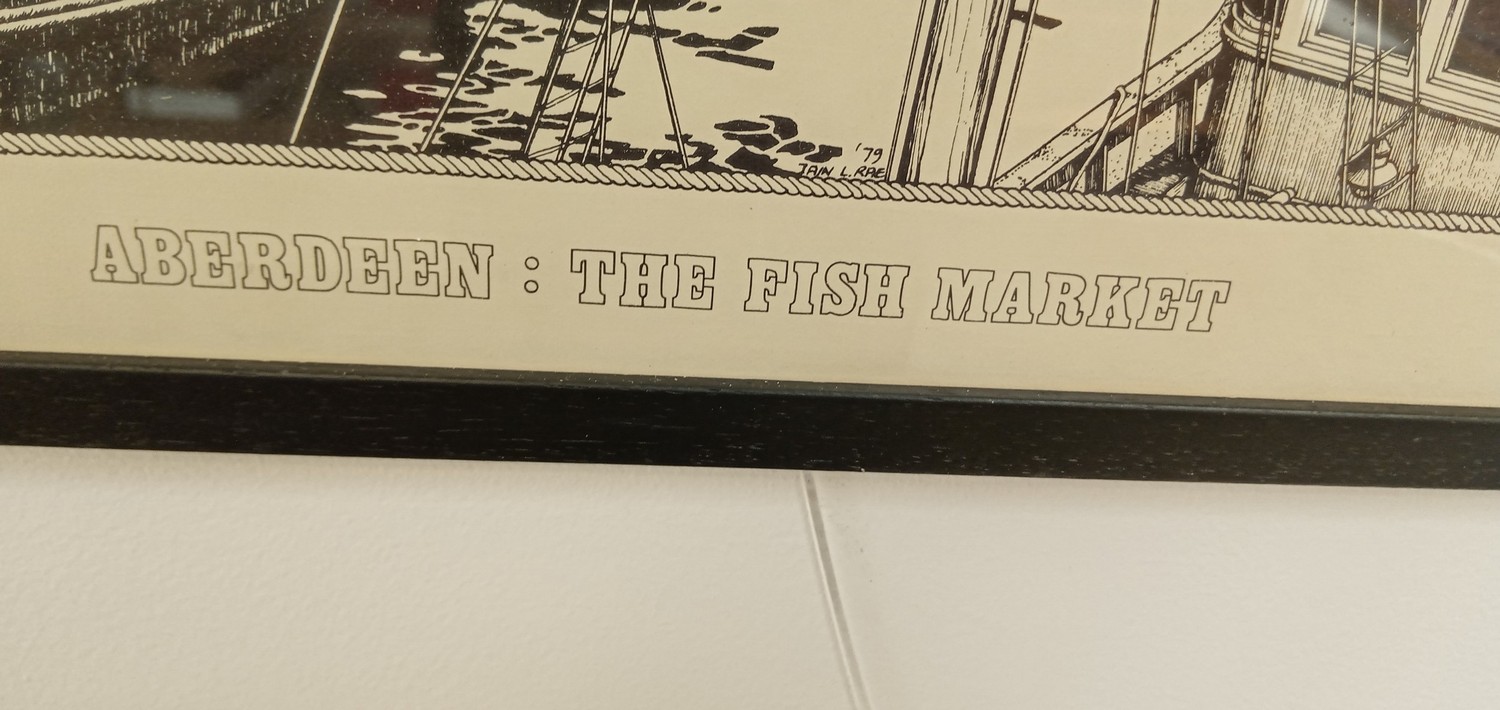 '79
IAIN L. RAE
ABERDEEN : THE FISH MARKET